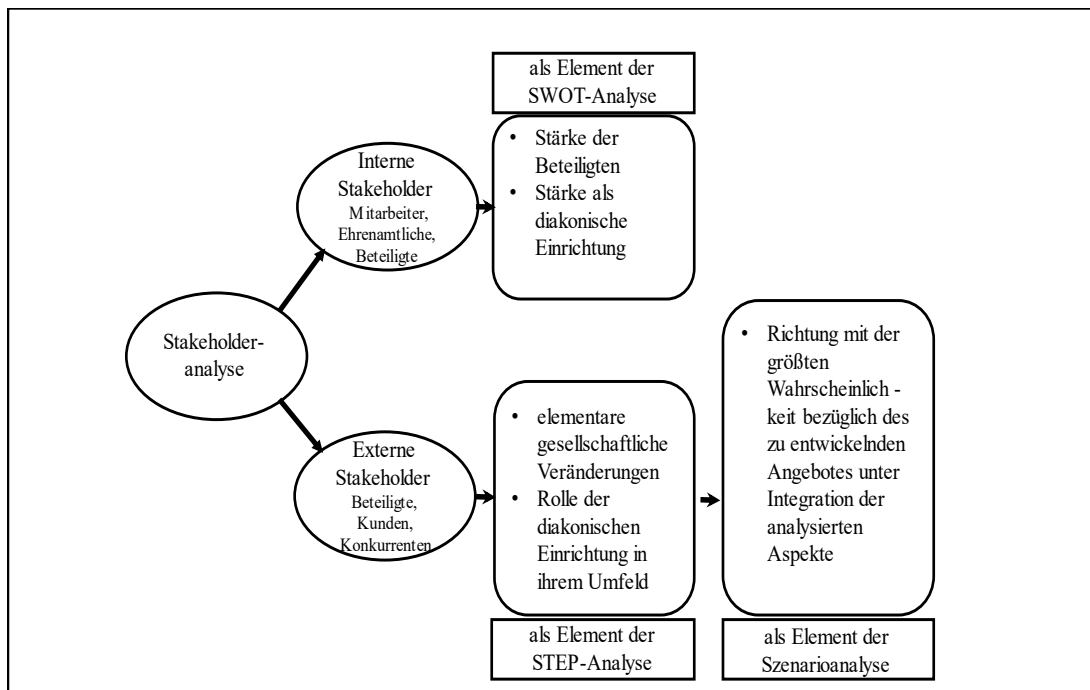 als Element der
SWOT-Analyse
• Stärke der
Beteiligten
• Stärke als
diakonische
Einrichtung
Interne
Stakeholder
Mitarbeiter,
Ehrenamtliche,
Beteiligte
Stakeholder-
analyse
Externe
Stakeholder
Beteiligte,
Kunden,
Konkurrenten
• elementare
gesellschaftliche
Veränderungen
• Rolle der
diakonischen
Einrichtung in
ihrem Umfeld
als Element der
STEP-Analyse
• Richtung mit der
größten
Wahrscheinlich -
keit bezüglich des
zu entwickelnden
Angebotes unter
Integration der
analysierten
Aspekte
als Element der
Szenarioanalyse